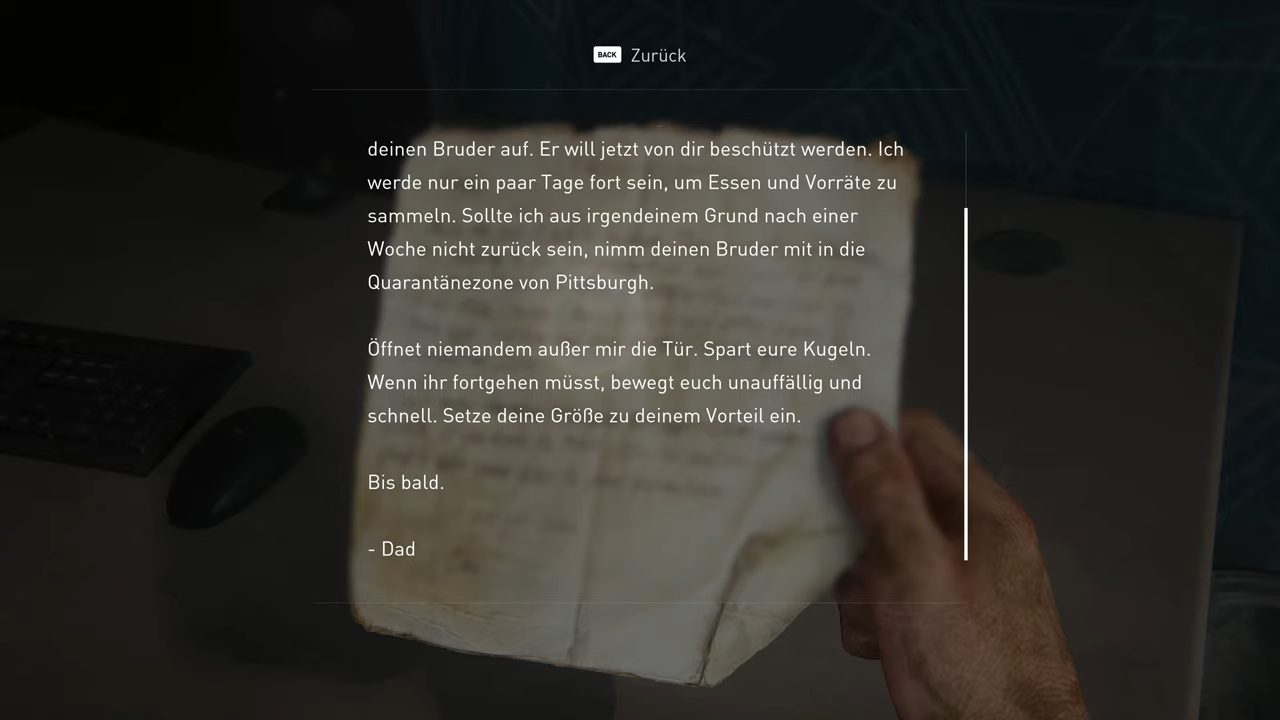 BACK Zurück
deinen Bruder auf. Er will jetzt von dir beschützt werden. Ich
werde nur ein paar Tage fort sein, um Essen und Vorräte zu
sammeln. Sollte ich aus irgendeinem Grund nach einer
Woche nicht zurück sein, nimm deinen Bruder mit in die
Quarantänezone von Pittsburgh.
Öffnet niemandem außer mir die Tür. Spart eure Kugeln.
Wenn ihr fortgehen müsst, bewegt euch unauffällig und
schnell. Setze deine Größe zu deinem Vorteil ein.
Bis bald.
- Dad